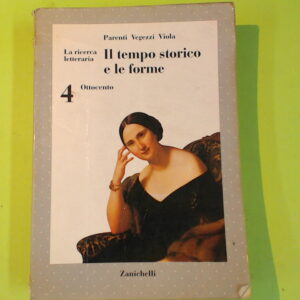 Parenti Vegezzi Viola
La ricerca
letteraria
Il tempo storico
e le forme
4 Ottocento
Zanichelli